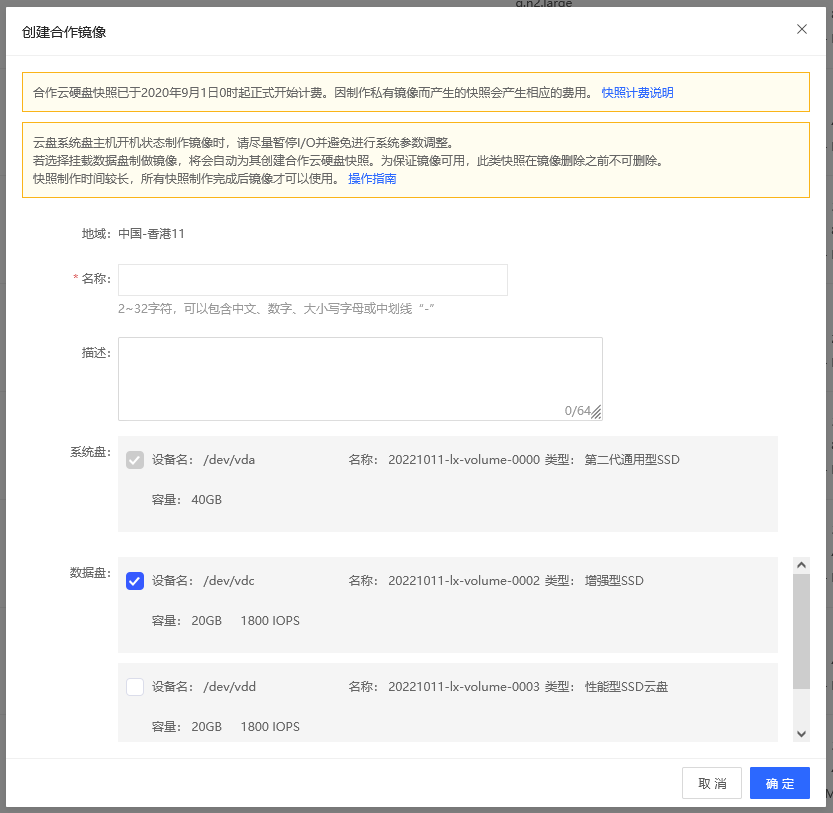 g.n2.large
创建合作镜像
合作云硬盘快照已于2020年9月1日0时起正式开始计费。因制作私有镜像而产生的快照会产生相应的费用。 快照计费说明
云盘系统盘主机开机状态制作镜像时，请尽量暂停I/O并避免进行系统参数调整。
若选择挂载数据盘制做镜像，将会自动为其创建合作云硬盘快照。为保证镜像可用，此类快照在镜像删除之前不可删除。
快照制作时间较长，所有快照制作完成后镜像才可以使用。 操作指南
地域： 中国-香港11
* 名称：
2~32字符，可以包含中文、数字、大小写字母或中划线“-”
描述：
0/64
系统盘： 设备名： /dev/vda 名称： 20221011-lx-volume-0000 类型： 第二代通用型SSD
容量： 40GB
数据盘： 设备名： /dev/vdc 名称： 20221011-lx-volume-0002 类型： 增强型SSD
容量： 20GB 1800 IOPS
设备名： /dev/vdd 名称： 20221011-lx-volume-0003 类型： 性能型SSD云盘
容量： 20GB 1800 IOPS
取 消 确 定